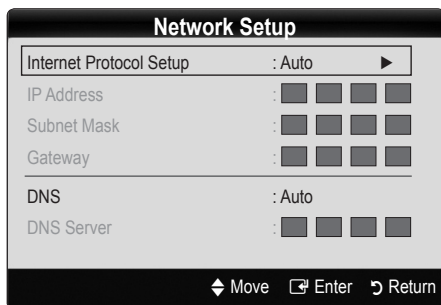 Network Setup
Internet Protocol Setup : Auto ►
IP Address :
Subnet Mask :
Gateway :
DNS : Auto
DNS Server :
Move Enter Return